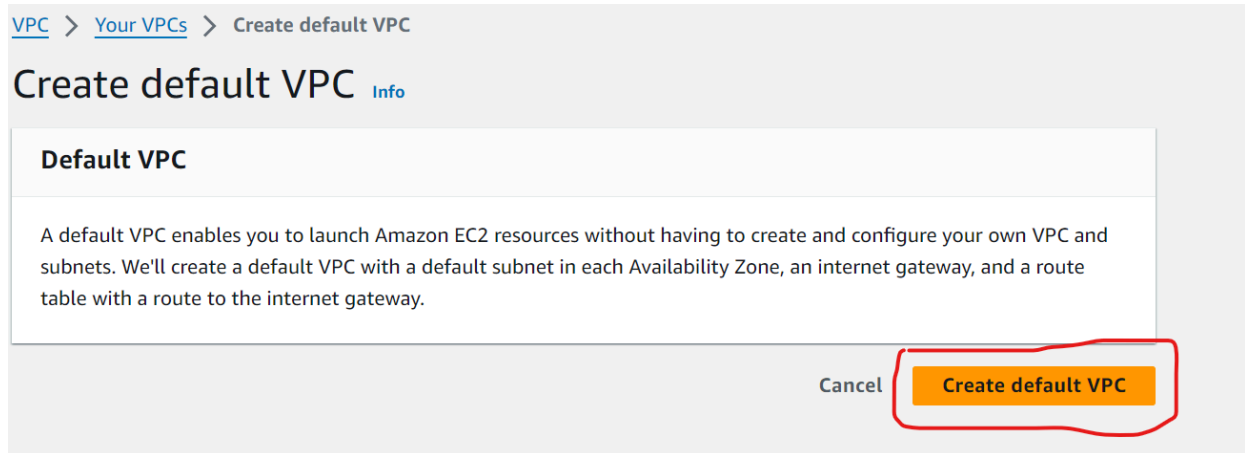 VPC > Your VPCs > Create default VPC
Create default VPC Info
Default VPC
A default VPC enables you to launch Amazon EC2 resources without having to create and configure your own VPC and
subnets. We'll create a default VPC with a default subnet in each Availability Zone, an internet gateway, and a route
table with a route to the internet gateway.
Cancel Create default VPC